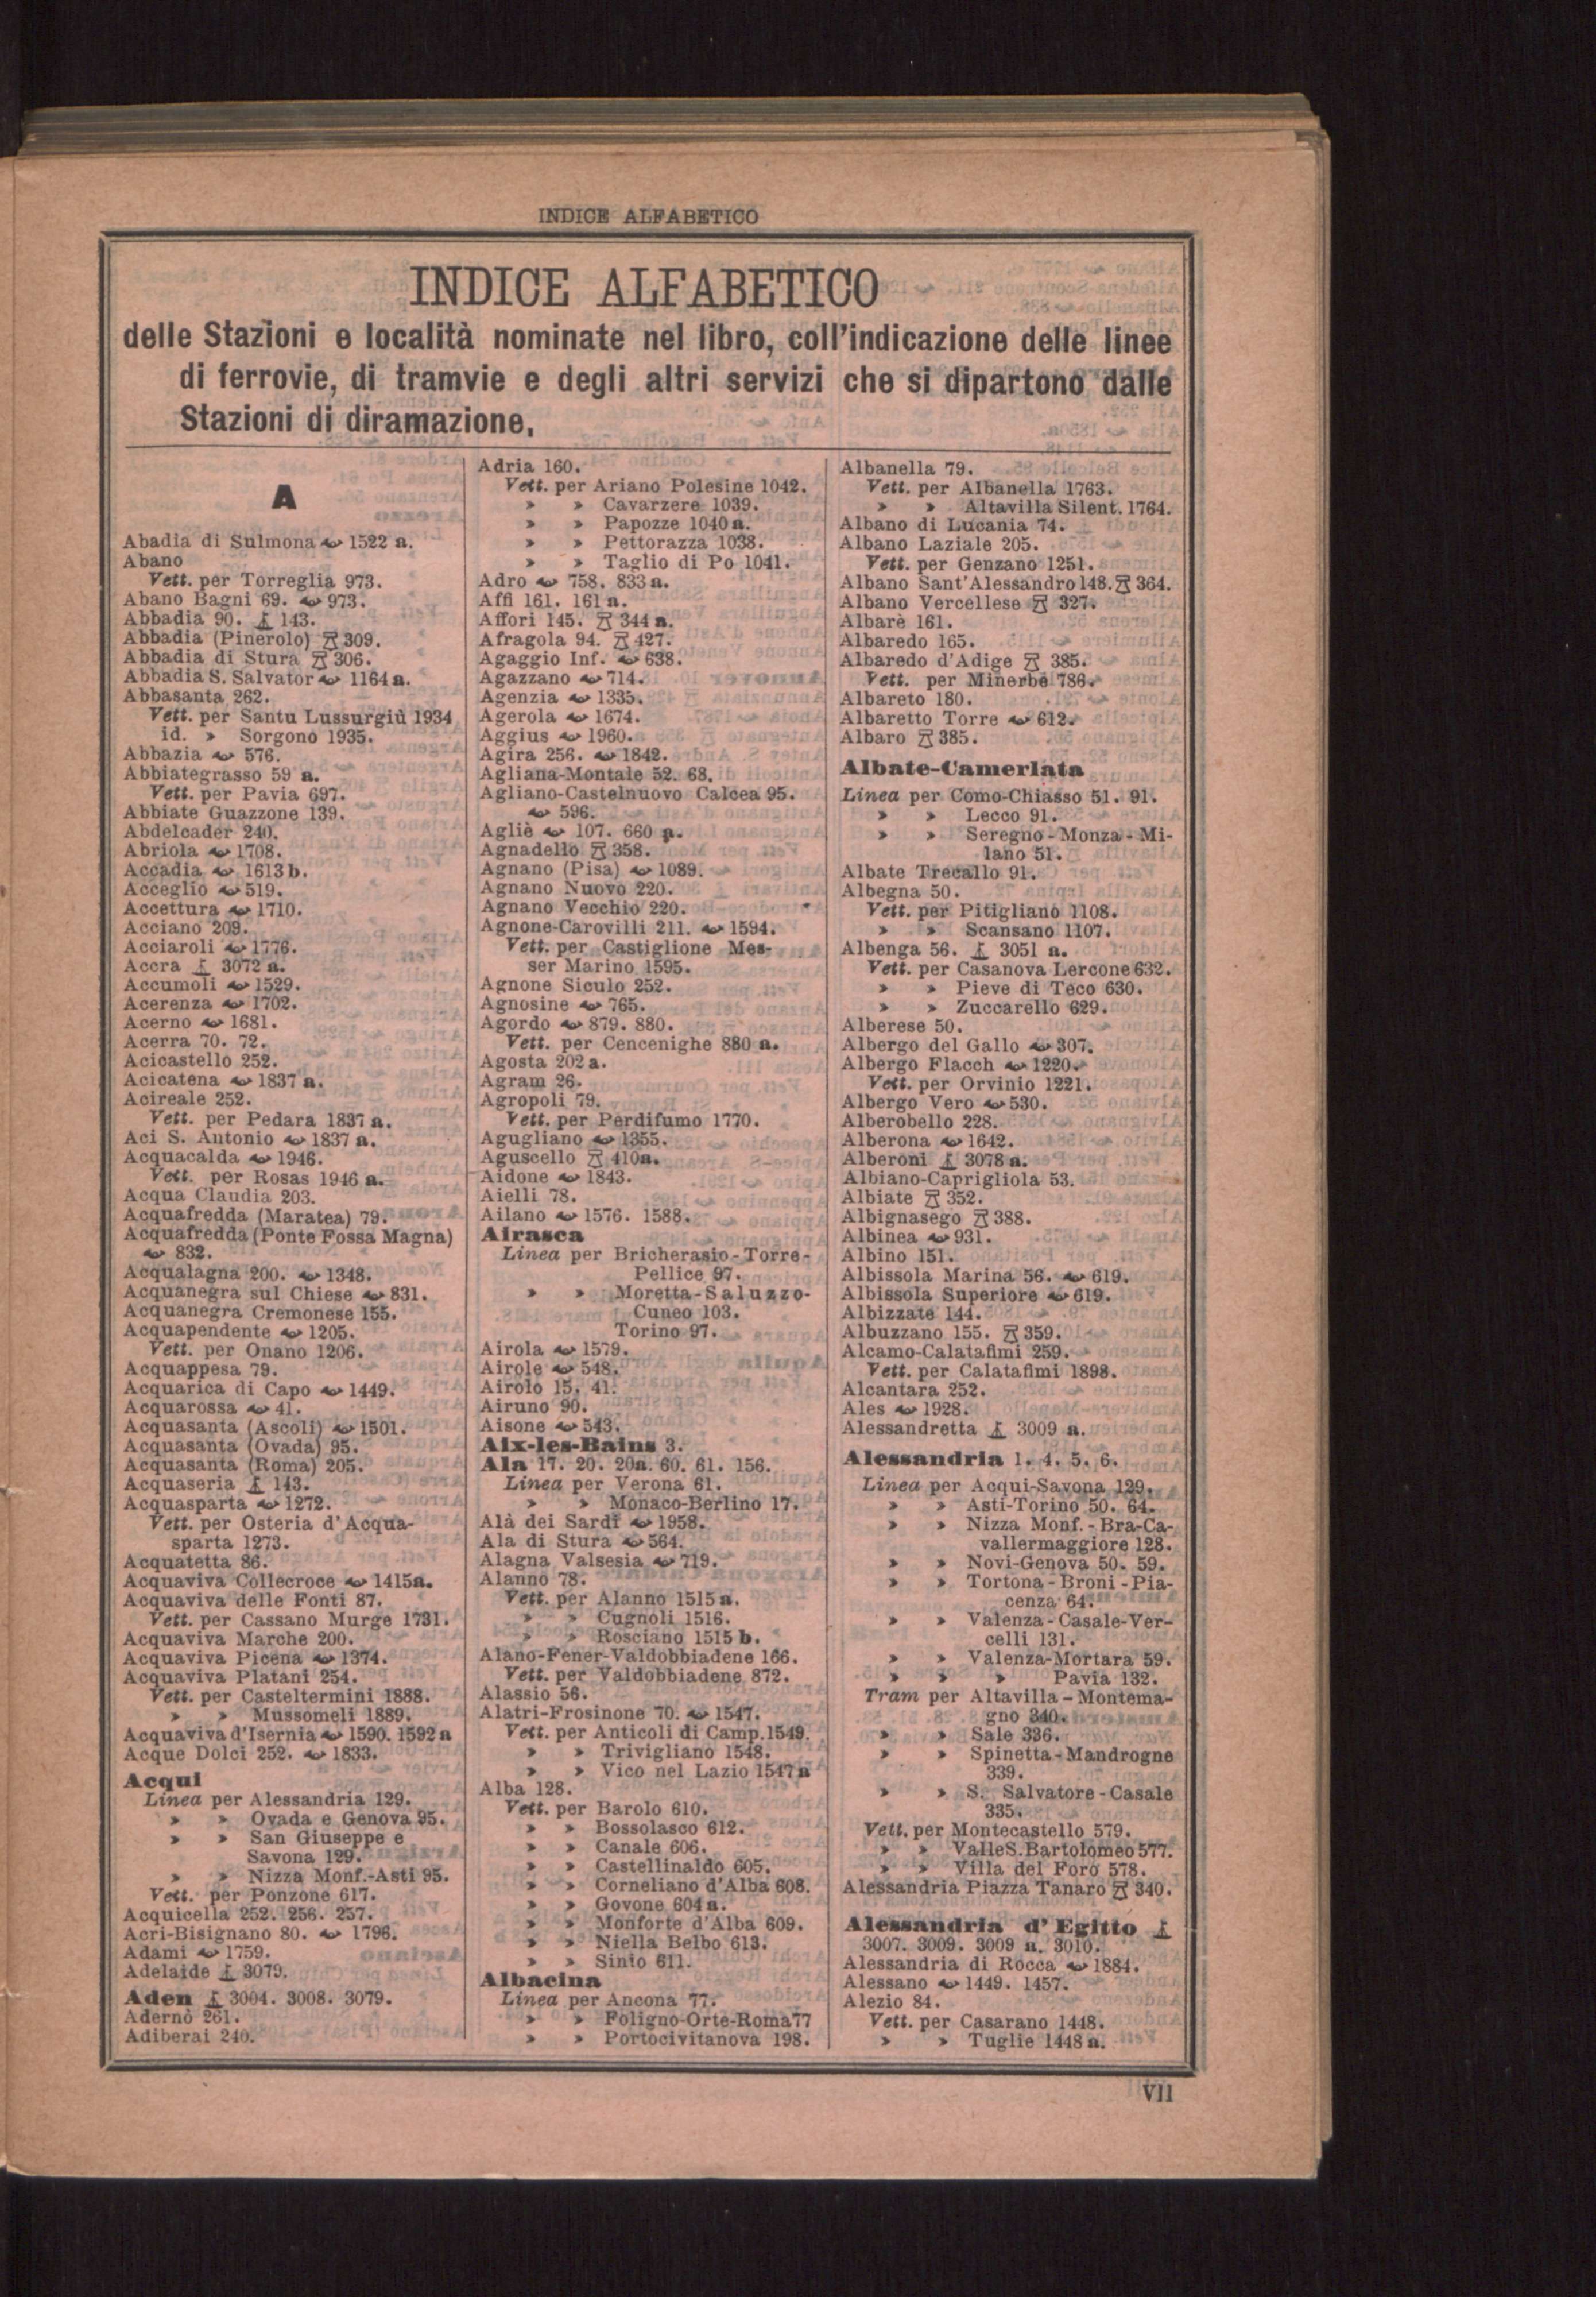 INDICE ALFABETICO
INDICE ALFABETICO
delle Stazioni e località nominate nel libro, coll'indicazione delle linee
di ferrovie, di tramvie e degli altri servizi che si dipartono dalle
Stazioni di diramazione.
A
Abadia di Sulmona 1522 a.
Abano
Vett. per Torreglia 973.
Abano Bagni 69. 973.
Abbadia 90. 143.
Abbadia (Pinerolo) 309.
Abbadia di Stura 306.
Abbadia S. Salvator 1164 a.
Abbasanta 262.
Vett. per Santu Lussurgiù 1934
id. » Sorgono 1935.
Abbazia 576.
Abbiategrasso 59 a.
Vett. per Pavia 697.
Abbiate Guazzone 139.
Abdelcader 240.
Abriola 1708.
Accadia 1613 b.
Acceglio 519.
Accettura 1710.
Acciano 209.
Acciaroli 1776.
Accra 3072 a.
Accumoli 1529.
Acerenza 1702.
Acerno 1681.
Acerra 70. 72.
Acicastello 252.
Acicatena 1837 a.
Acireale 252.
Vett. per Pedara 1837 a.
Aci S. Antonio 1837 a.
Acquacalda 1946.
Vett. per Rosas 1946 a.
Acqua Claudia 203.
Acquafredda (Maratea) 79.
Acquafredda (Ponte Fossa Magna)
832.
Acqualagna 200. 1348.
Acquanegra sul Chiese 831.
Acquanegra Cremonese 155.
Acquapendente 1205.
Vett. per Onano 1206.
Acquappesa 79.
Acquarica di Capo 1449.
Acquarossa 41.
Acquasanta (Ascoli) 1501.
Acquasanta (Ovada) 95.
Acquasanta (Roma) 205.
Acquaseria 143.
Acquasparta 1272.
Vett. per Osteria d'Acqua-
sparta 1273.
Acquatetta 86.
Acquaviva Collecroce 1415a.
Acquaviva delle Fonti 87.
Vett. per Cassano Murge 1731.
Acquaviva Marche 200.
Acquaviva Picena 1374.
Acquaviva Platani 254.
Vett. per Casteltermini 1888.
» » Mussomeli 1889.
Acquaviva d'Isernia 1590. 1592 a
Acque Dolci 252. 1833.
Acqui
Linea per Alessandria 129.
» » Ovada e Genova 95.
» » San Giuseppe e
Savona 129.
» » Nizza Monf.-Asti 95.
Vett. per Ponzone 617.
Acquicella 252. 256. 257.
Acri-Bisignano 80. 1796.
Adami 1759.
Adelaide 3079.
Aden 3004. 3008. 3079.
Adernò 261.
Adiberai 240.
Adria 160.
Vett. per Ariano Polesine 1042.
» » Cavarzere 1039.
» » Papozze 1040 a.
» » Pettorazza 1038.
» » Taglio di Po 1041.
Adro 758. 833 a.
Affi 161. 161 a.
Affori 145. 344 a.
Afragola 94. 427.
Agaggio Inf. 638.
Agazzano 714.
Agenzia 1335.
Agerola 1674.
Aggius 1960.
Agira 256. 1842.
Agliana-Montale 52. 68.
Agliano-Castelnuovo Calcea 95.
596.
Agliè 107. 660 a.
Agnadello 358.
Agnano (Pisa) 1089.
Agnano Nuovo 220.
Agnano Vecchio 220.
Agnone-Carovilli 211. 1594.
Vett. per Castiglione Mes-
ser Marino 1595.
Agnone Siculo 252.
Agnosine 765.
Agordo 879. 880.
Vett. per Cencenighe 880 a.
Agosta 202 a.
Agram 26.
Agropoli 79.
Vett. per Perdifumo 1770.
Agugliano 1355.
Aguscello 410a.
Aidone 1843.
Aielli 78.
Ailano 1576. 1588.
Airasca
Linea per Bricherasio-Torre-
Pellice 97.
» » Moretta-Saluzzo-
Cuneo 103.
Torino 97.
Airola 1579.
Airole 548.
Airolo 15. 41.
Airuno 90.
Aisone 543.
Aix-les-Bains 3.
Ala 17. 20. 20a. 60. 61. 156.
Linea per Verona 61.
» » Monaco-Berlino 17.
Alà dei Sardi 1958.
Ala di Stura 564.
Alagna Valsesia 719.
Alanno 78.
Vett. per Alanno 1515 a.
» » Cugnoli 1516.
» » Rosciano 1515 b.
Alano-Fener-Valdobbiadene 166.
Vett. per Valdobbiadene 872.
Alassio 56.
Alatri-Frosinone 70. 1547.
Vett. per Anticoli di Camp. 1549.
» » Trivigliano 1548.
» » Vico nel Lazio 1547 a
Alba 128.
Vett. per Barolo 610.
» » Bossolasco 612.
» » Canale 606.
» » Castellinaldo 605.
» » Corneliano d'Alba 608.
» » Govone 604 a.
» » Monforte d'Alba 609.
» » Niella Belbo 613.
» » Sinio 611.
Albacina
Linea per Ancona 77.
» » Foligno-Orte-Roma 77
» » Portocivitanova 198.
Albanella 79.
Vett. per Albanella 1763.
» » Altavilla Silent. 1764.
Albano di Lucania 74.
Albano Laziale 205.
Vett. per Genzano 1251.
Albano Sant'Alessandro 148. 364.
Albano Vercellese 327.
Albarè 161.
Albaredo 165.
Albaredo d'Adige 385.
Vett. per Minerbe 786.
Albareto 180.
Albaretto Torre 612.
Albaro 385.
Albate-Camerlata
Linea per Como-Chiasso 51. 91.
» » Lecco 91.
» » Seregno-Monza-Mi-
lano 51.
Albate Trecallo 91.
Albegna 50.
Vett. per Pitigliano 1108.
» » Scansano 1107.
Albenga 56. 3051 a.
Vett. per Casanova Lercone 632.
» » Pieve di Teco 630.
» » Zuccarello 629.
Alberese 50.
Albergo del Gallo 307.
Albergo Flacch 1220.
Vett. per Orvinio 1221.
Albergo Vero 530.
Alberobello 228.
Alberona 1642.
Alberoni 3078 a.
Albiano-Caprigliola 53.
Albiate 352.
Albignasego 388.
Albinea 931.
Albino 151.
Albissola Marina 56. 619.
Albissola Superiore 619.
Albizzate 144.
Albuzzano 155. 359.
Alcamo-Calatafimi 259.
Vett. per Calatafimi 1898.
Alcantara 252.
Ales 1928.
Alessandretta 3009 a.
Alessandria 1. 4. 5. 6.
Linea per Acqui-Savona 129.
» » Asti-Torino 50. 64.
» » Nizza Monf.-Bra-Ca-
vallermaggiore 128.
» » Novi-Genova 50. 59.
» » Tortona-Broni-Pia-
cenza 64.
» » Valenza-Casale-Ver-
celli 131.
» » Valenza-Mortara 59.
» » » Pavia 132.
Tram per Altavilla-Montema-
gno 340.
» » Sale 336.
» » Spinetta-Mandrogne
339.
» » S. Salvatore-Casale
335.
Vett. per Montecastello 579.
» » Valle S. Bartolomeo 577.
» » Villa del Foro 578.
Alessandria Piazza Tanaro 340.
Alessandria d'Egitto
3007. 3009. 3009 a. 3010.
Alessandria di Rocca 1884.
Alessano 1449. 1457.
Alezio 84.
Vett. per Casarano 1448.
» » Tuglie 1448 a.
VII